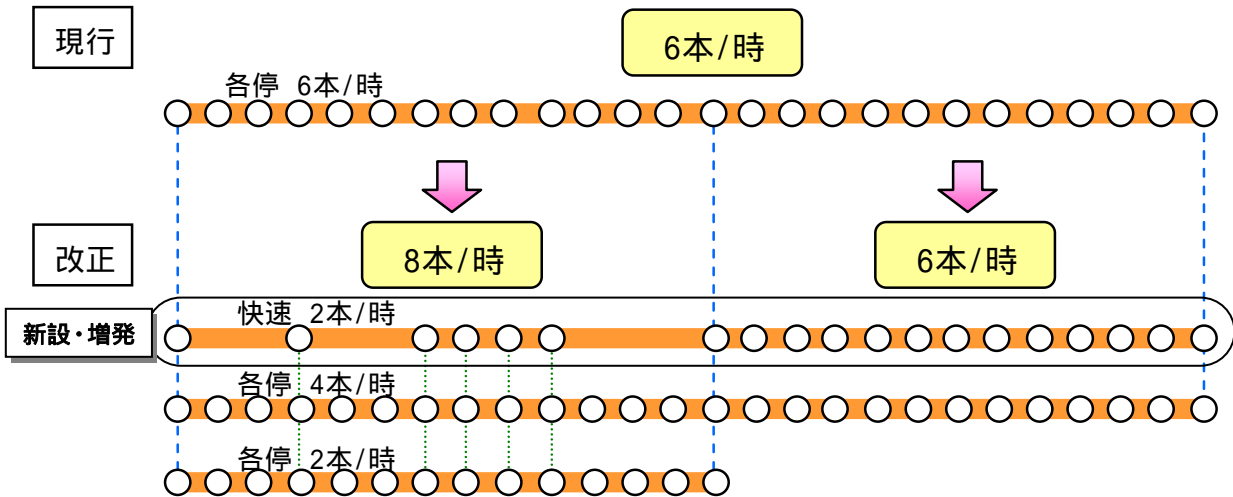 現行
6本/時
各停 6本/時
改正
8本/時
6本/時
新設・増発
快速 2本/時
各停 4本/時
各停 2本/時